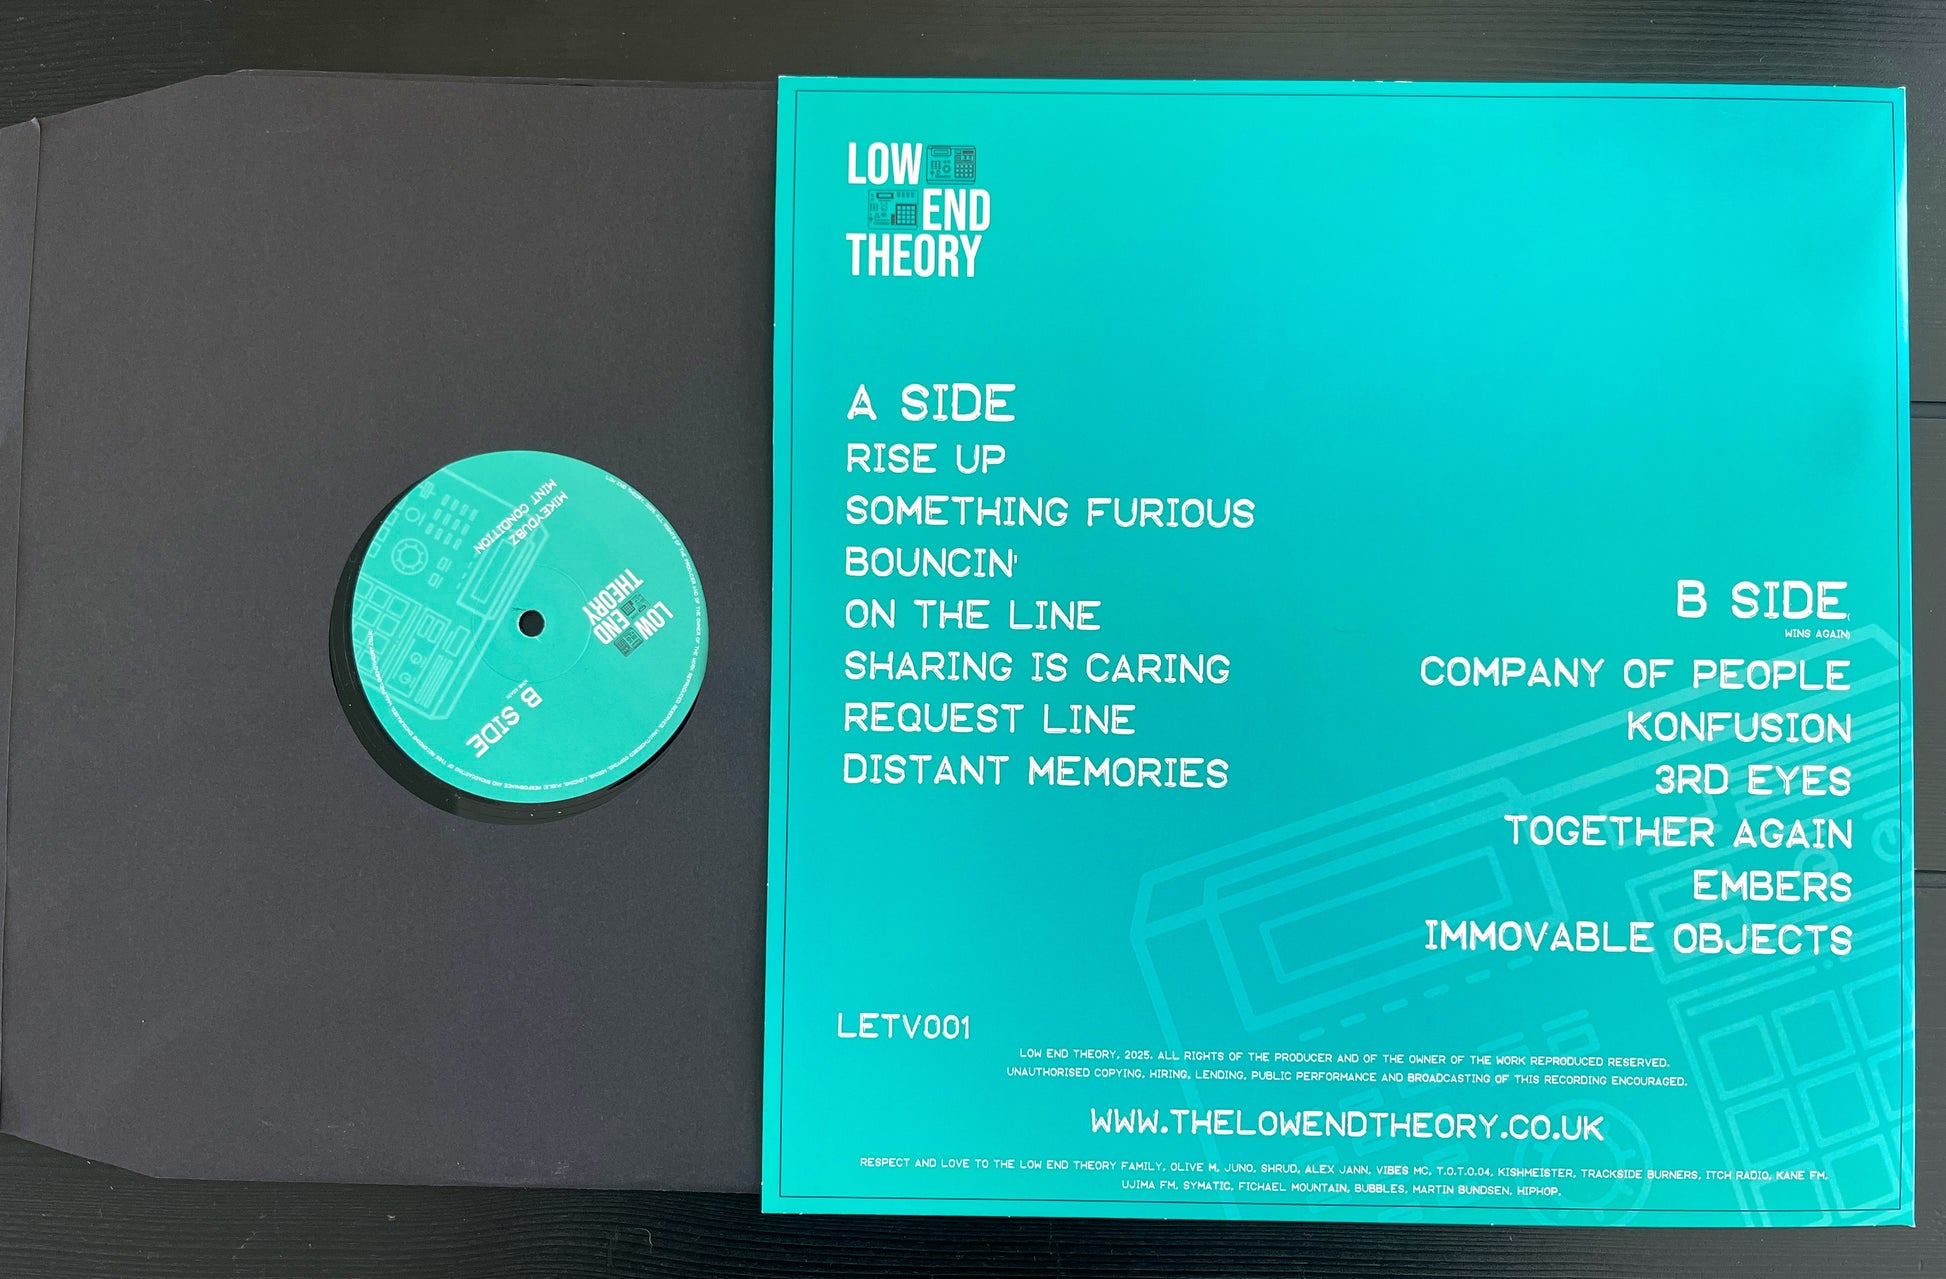 MIKEYDUBZ
MINT CONDITION
LOW
END
THEORY
B SIDE
WINS AGAIN)
LOW
END
THEORY
A SIDE
RISE UP
SOMETHING FURIOUS
BOUNCIN'
ON THE LINE
SHARING IS CARING
REQUEST LINE
DISTANT MEMORIES
B SIDE(
WINS AGAIN)
COMPANY OF PEOPLE
KONFUSION
3RD EYES
TOGETHER AGAIN
EMBERS
IMMOVABLE OBJECTS
LETV001
LOW END THEORY, 2025. ALL RIGHTS OF THE PRODUCER AND OF THE OWNER OF THE WORK REPRODUCED RESERVED.
UNAUTHORISED COPYING, HIRING, LENDING, PUBLIC PERFORMANCE AND BROADCASTING OF THIS RECORDING ENCOURAGED.
WWW.THELOWENDTHEORY.CO.UK
RESPECT AND LOVE TO THE LOW END THEORY FAMILY, OLIVE M, JUNO, SHRUD, ALEX JANN, VIBES MC, T.O.T.O.04, KISHMEISTER, TRACKSIDE BURNERS, ITCH RADIO, KANE FM,
UJIMA FM, SYMATIC, FICHAEL MOUNTAIN, BUBBLES, MARTIN BUNDSEN, HIPHOP.